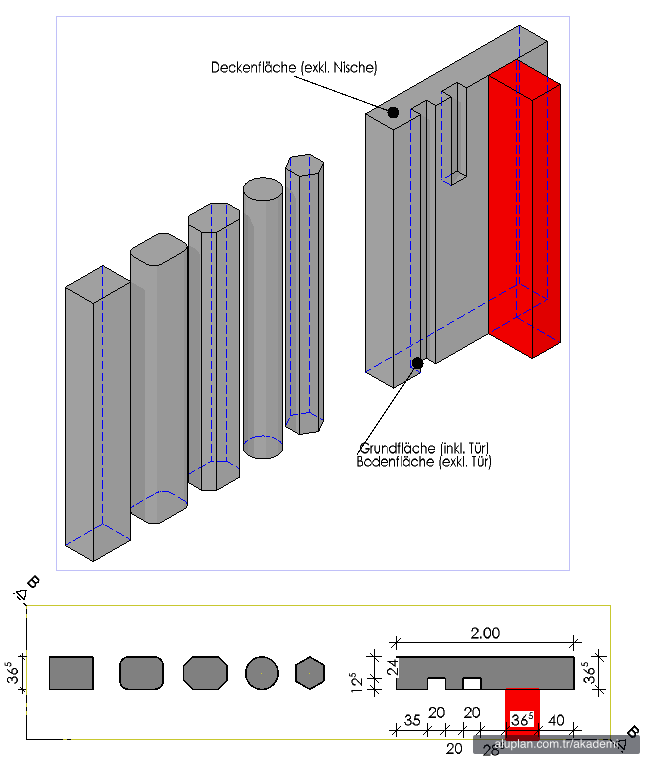 Deckenfläche (exkl. Nische)
Grundfläche (inkl. Tür)
Bodenfläche (exkl. Tür)
B
2.00
36⁵
12⁵
24
36⁵
35
20
20
36⁵
40
20
B
aluplan.com.tr/akademi